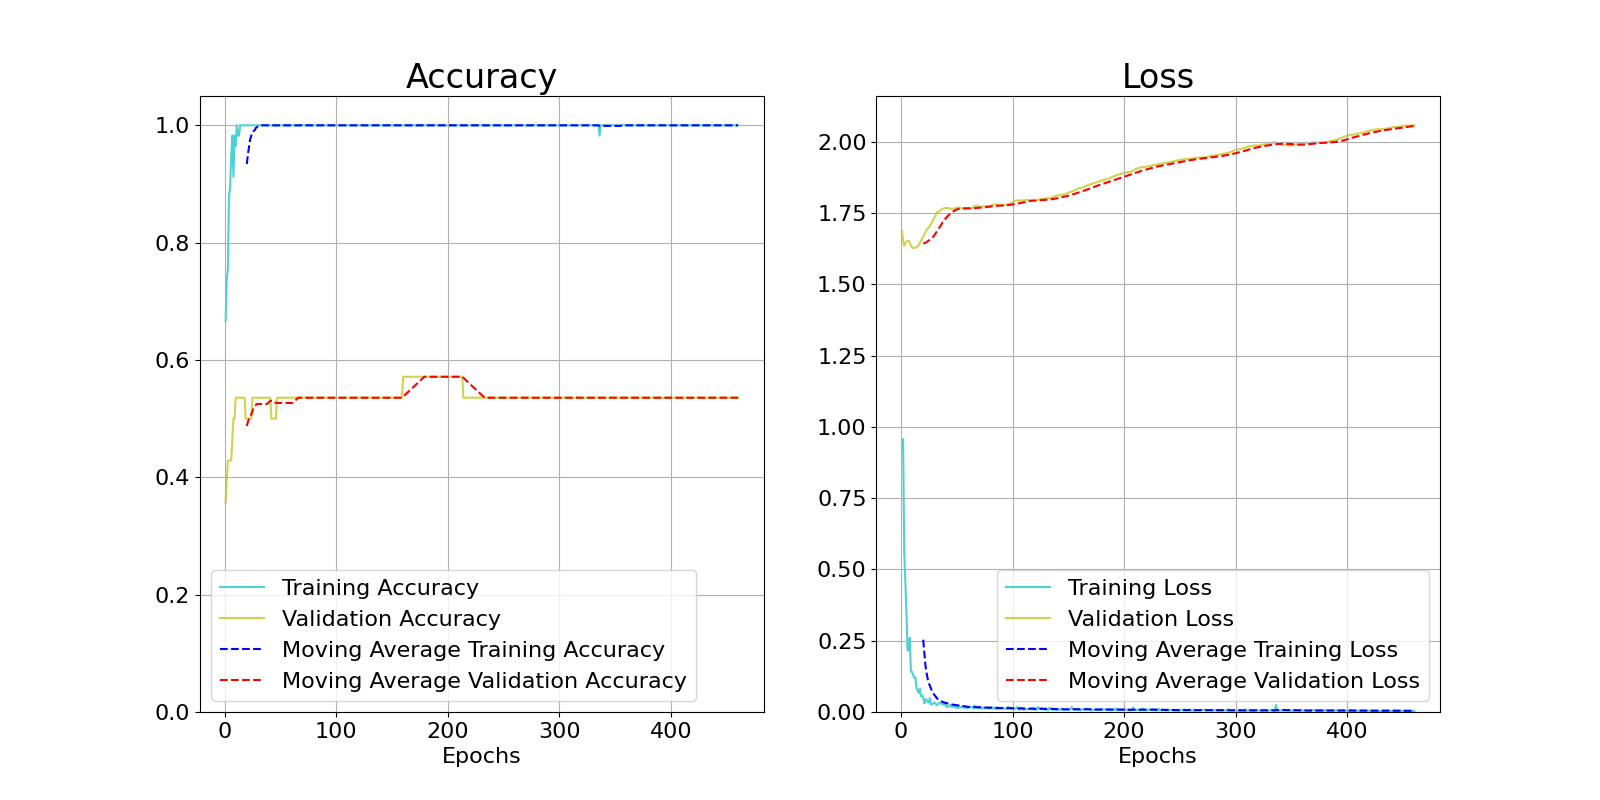 Accuracy
1.0
0.8
0.6
0.4
0.2
0.0
0 100 200 300 400
Epochs
Training Accuracy
Validation Accuracy
Moving Average Training Accuracy
Moving Average Validation Accuracy
Loss
2.00
1.75
1.50
1.25
1.00
0.75
0.50
0.25
0.00
0 100 200 300 400
Epochs
Training Loss
Validation Loss
Moving Average Training Loss
Moving Average Validation Loss